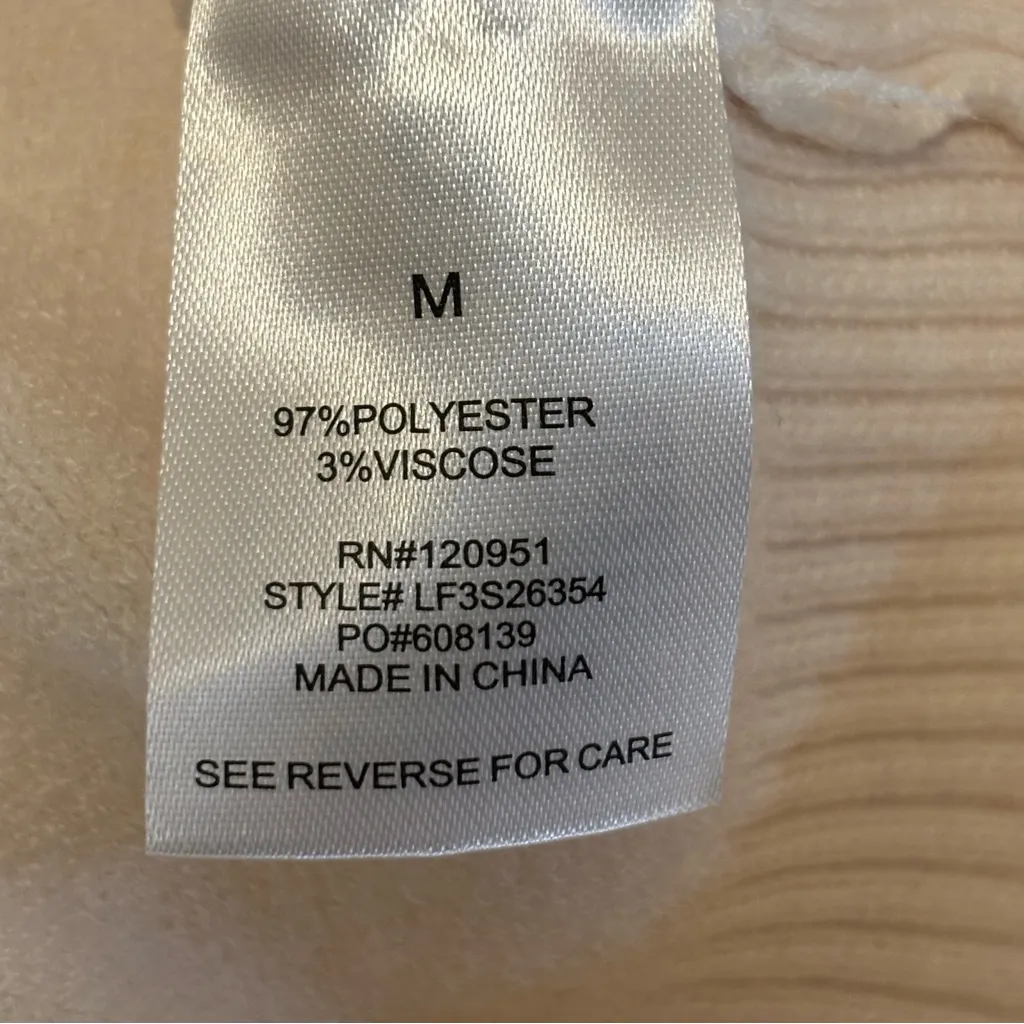 M
97%POLYESTER
3%VISCOSE
RN#120951
STYLE# LF3S26354
PO#608139
MADE IN CHINA
SEE REVERSE FOR CARE